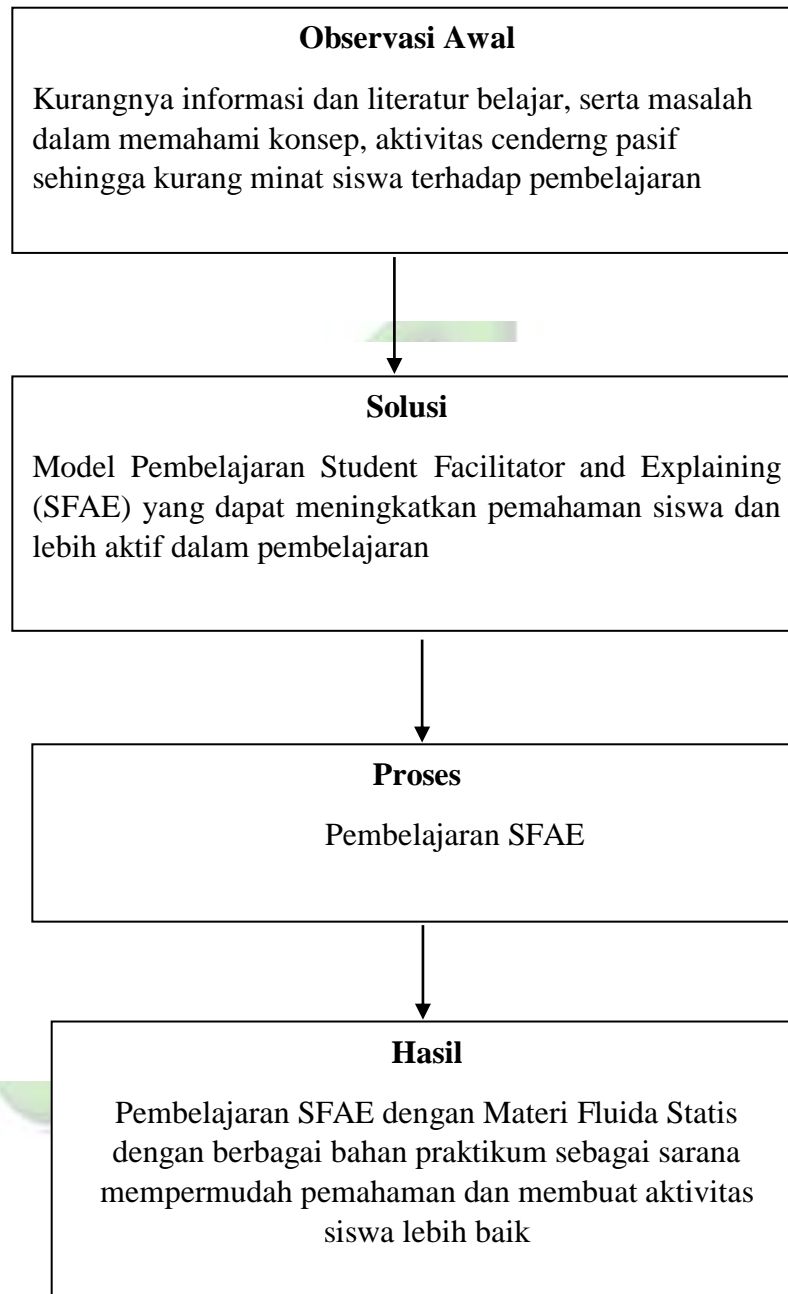 Observasi Awal
Kurangnya informasi dan literatur belajar, serta masalah
dalam memahami konsep, aktivitas cenderng pasif
sehingga kurang minat siswa terhadap pembelajaran
Solusi
Model Pembelajaran Student Facilitator and Explaining
(SFAE) yang dapat meningkatkan pemahaman siswa dan
lebih aktif dalam pembelajaran
Proses
Pembelajaran SFAE
Hasil
Pembelajaran SFAE dengan Materi Fluida Statis
dengan berbagai bahan praktikum sebagai sarana
mempermudah pemahaman dan membuat aktivitas
siswa lebih baik